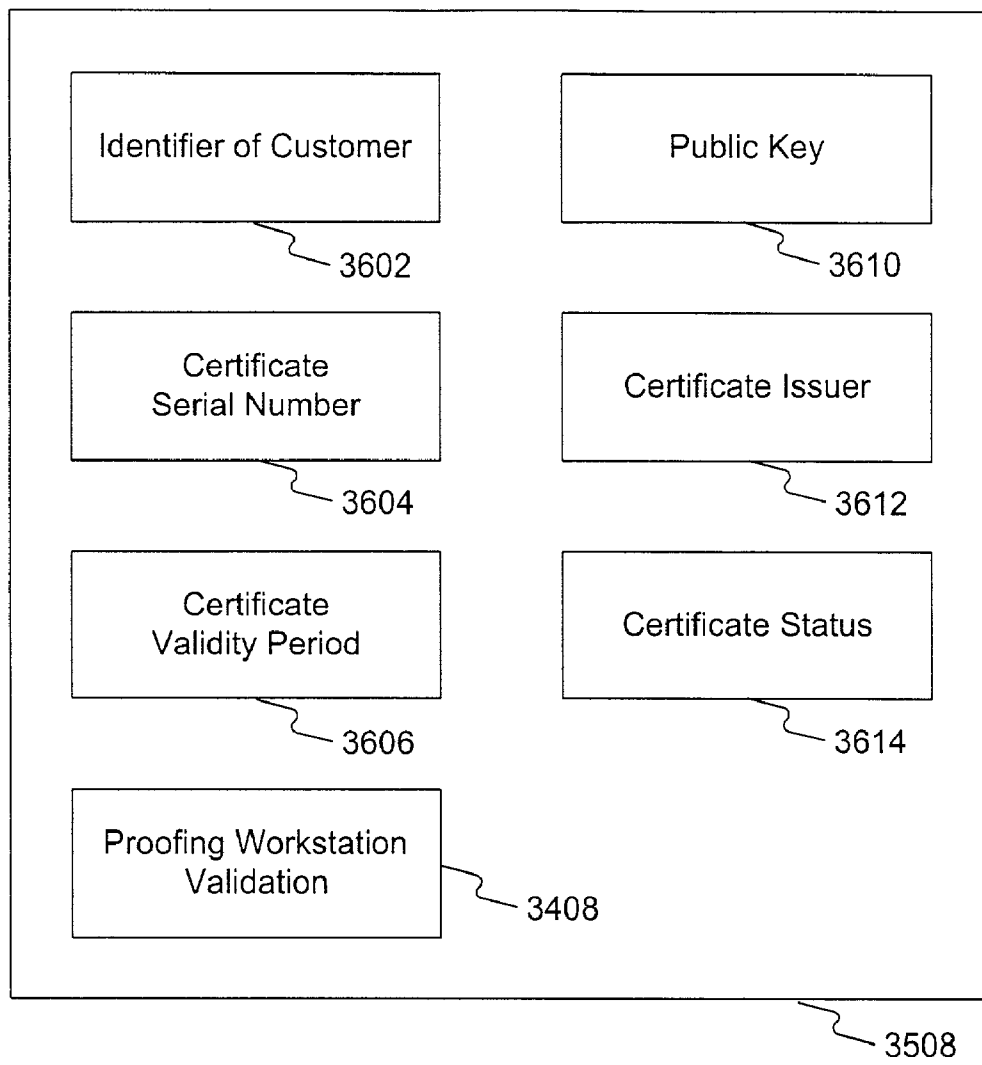 Identifier of Customer
3602
Public Key
3610
Certificate
Serial Number
3604
Certificate Issuer
3612
Certificate
Validity Period
3606
Certificate Status
3614
Proofing Workstation
Validation
3408
3508